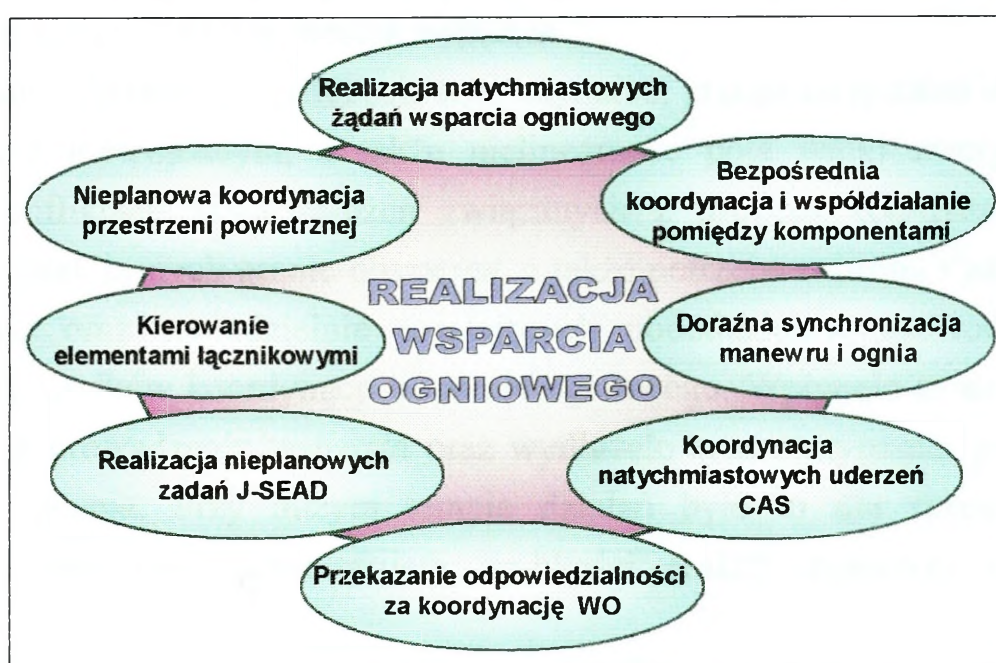 Realizacja natychmiastowych
żądań wsparcia ogniowego
Nieplanowa koordynacja
przestrzeni powietrznej
Bezpośrednia
koordynacja i współdziałanie
pomiędzy komponentami
REALIZACJA
WSPARCIA
OGNIOWEGO
Kierowanie
elementami łącznikowymi
Doraźna synchronizacja
manewru i ognia
Realizacja nieplanowych
zadań J-SEAD
Koordynacja
natychmiastowych uderzeń
CAS
Przekazanie odpowiedzialności
za koordynację WO